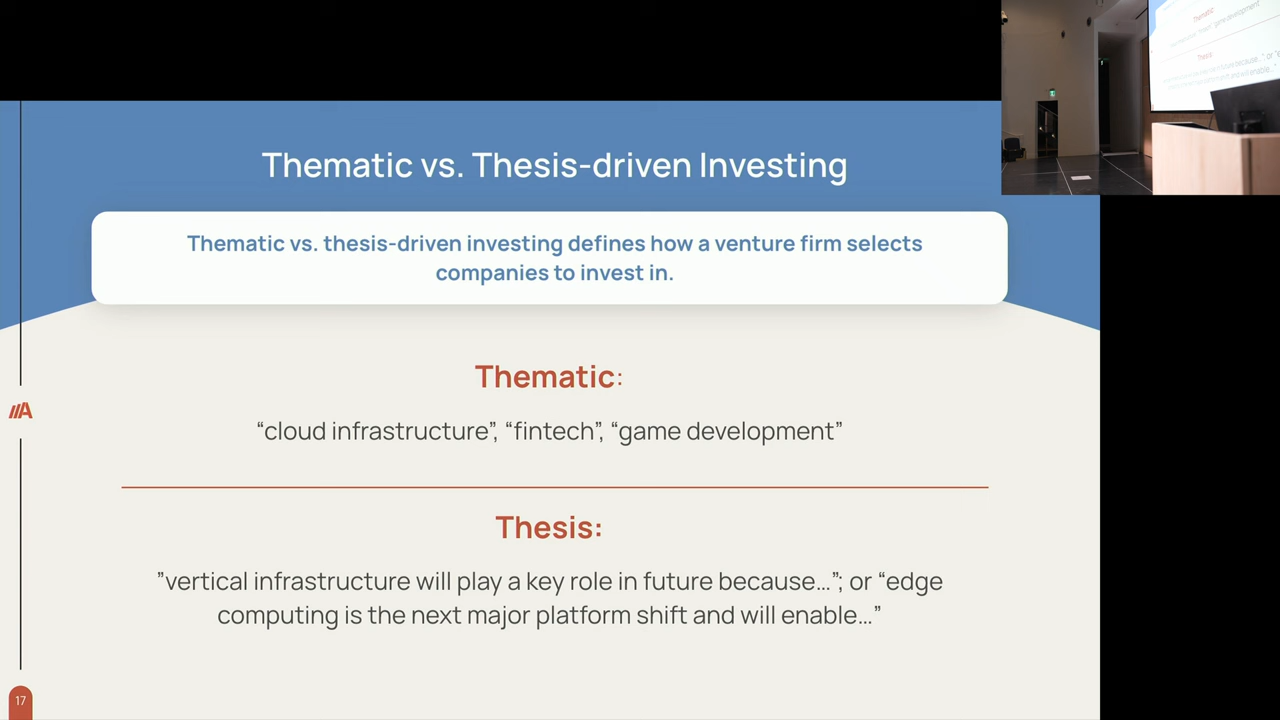 Thematic vs. Thesis-driven Investing
Thematic vs. thesis-driven investing defines how a venture firm selects
companies to invest in.
Thematic:
“cloud infrastructure”, “fintech”, “game development”
Thesis:
”vertical infrastructure will play a key role in future because…”; or “edge
computing is the next major platform shift and will enable…”
17
Thematic
Thesis